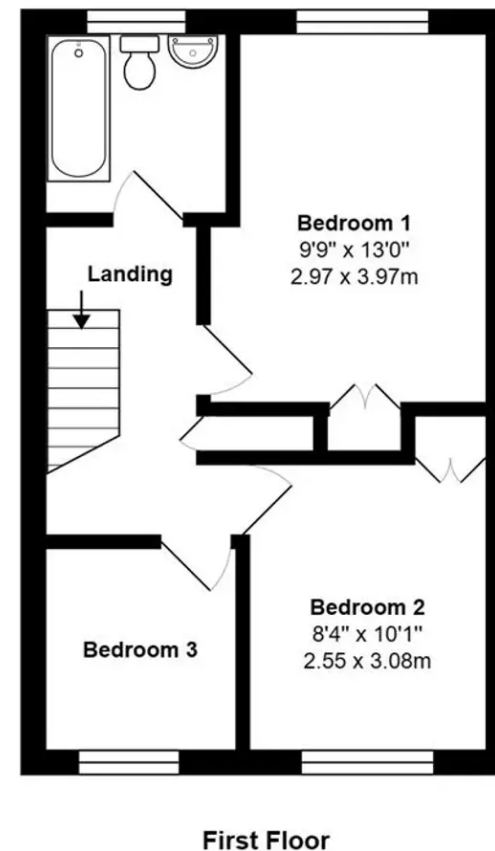 Bedroom 1
9'9" x 13'0"
2.97 x 3.97m
Landing
Bedroom 2
8'4" x 10'1"
2.55 x 3.08m
Bedroom 3
First Floor